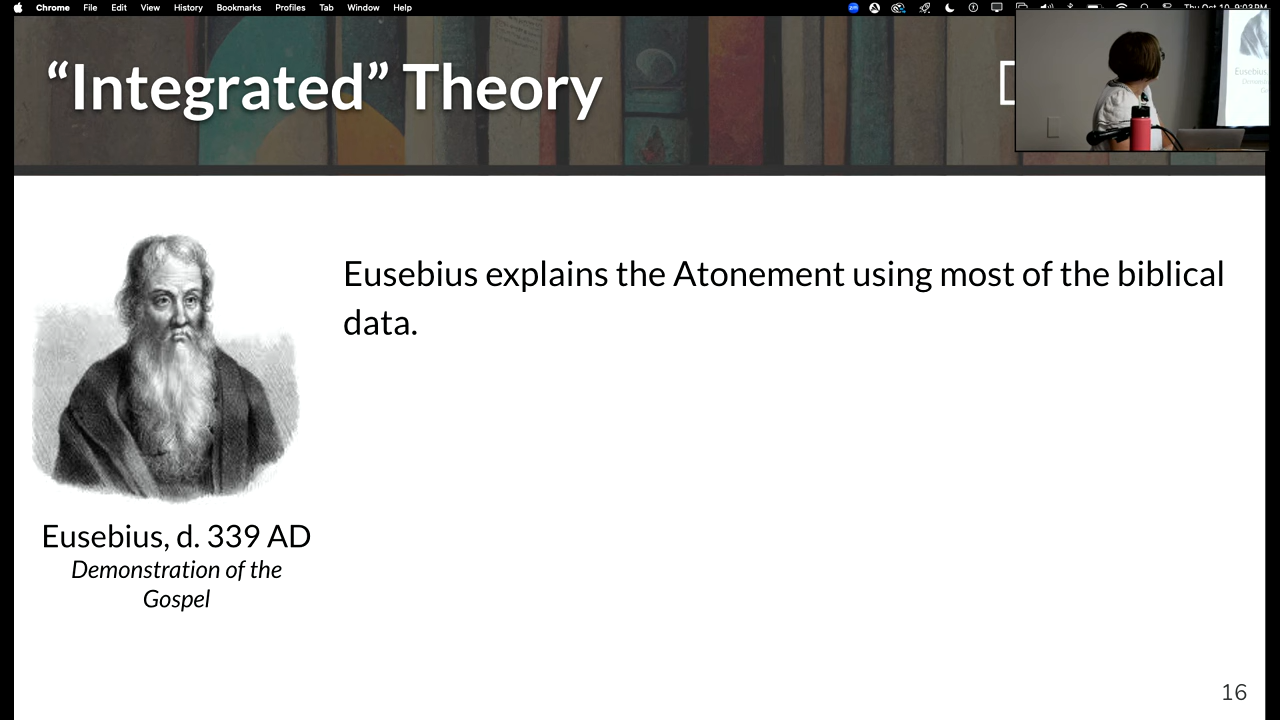 Chrome File Edit View History Bookmarks Profiles Tab Window Help
“Integrated” Theory
Eusebius explains the Atonement using most of the biblical
data.
Eusebius, d. 339 AD
Demonstration of the
Gospel
16